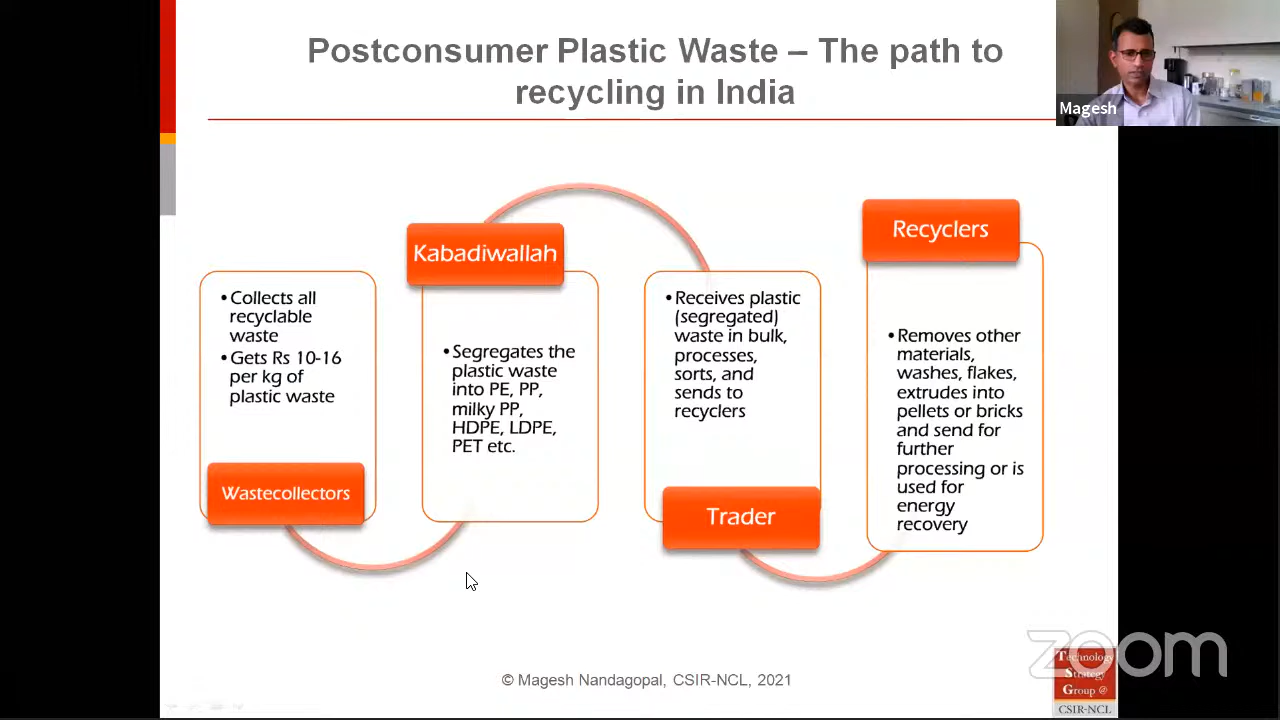 Postconsumer Plastic Waste – The path to
recycling in India
Magesh
•Collects all
recyclable
waste
•Gets Rs 10-16
per kg of
plastic waste
Wastecollectors
Kabadiwallah
•Segregates the
plastic waste
into PE, PP,
milky PP,
HDPE, LDPE,
PET etc.
•Receives plastic
(segregated)
waste in bulk,
processes,
sorts, and
sends to
recyclers
Trader
Recyclers
•Removes other
materials,
washes, flakes,
extrudes into
pellets or bricks
and send for
further
processing or is
used for
energy
recovery
© Magesh Nandagopal, CSIR-NCL, 2021
zoom
Technology
Strategy
Group @
CSIR-NCL